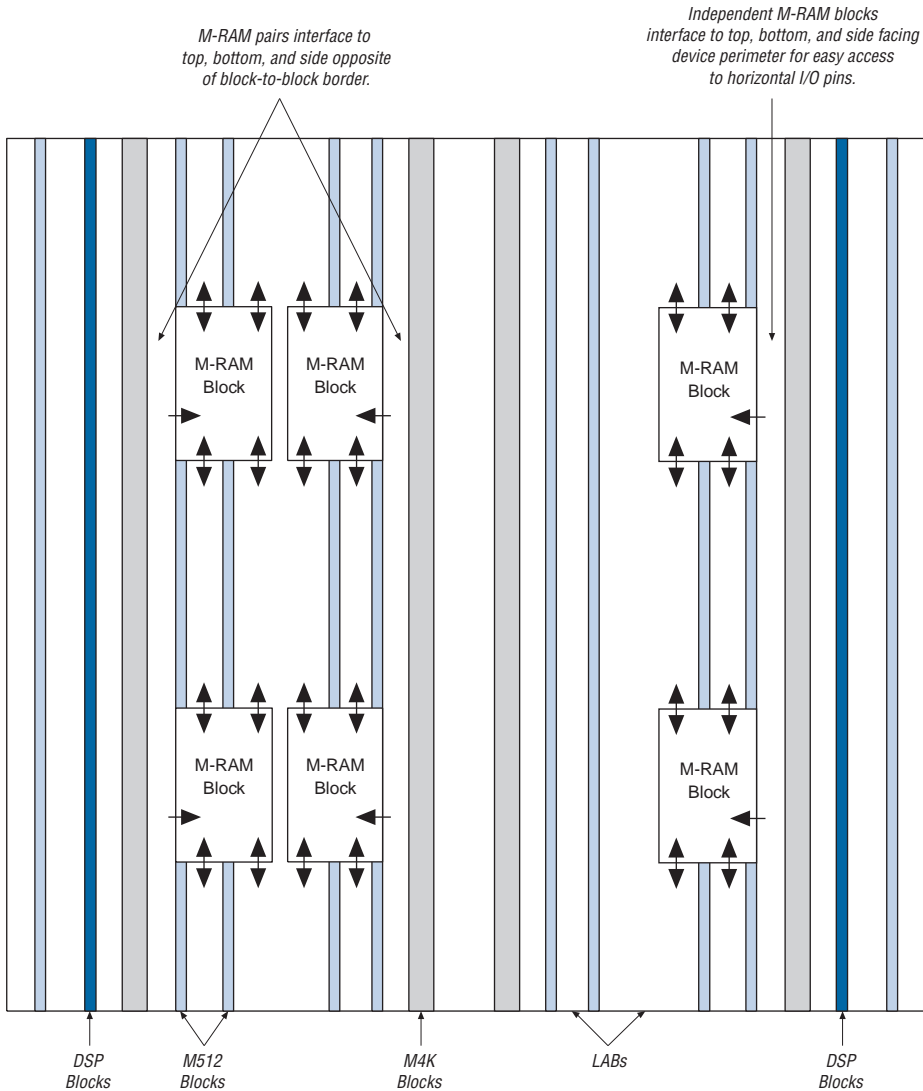 M-RAM pairs interface to
top, bottom, and side opposite
of block-to-block border.
Independent M-RAM blocks
interface to top, bottom, and side facing
device perimeter for easy access
to horizontal I/O pins.
M-RAM
Block
M-RAM
Block
M-RAM
Block
M-RAM
Block
M-RAM
Block
M-RAM
Block
DSP
Blocks
M512
Blocks
M4K
Blocks
LABs
DSP
Blocks